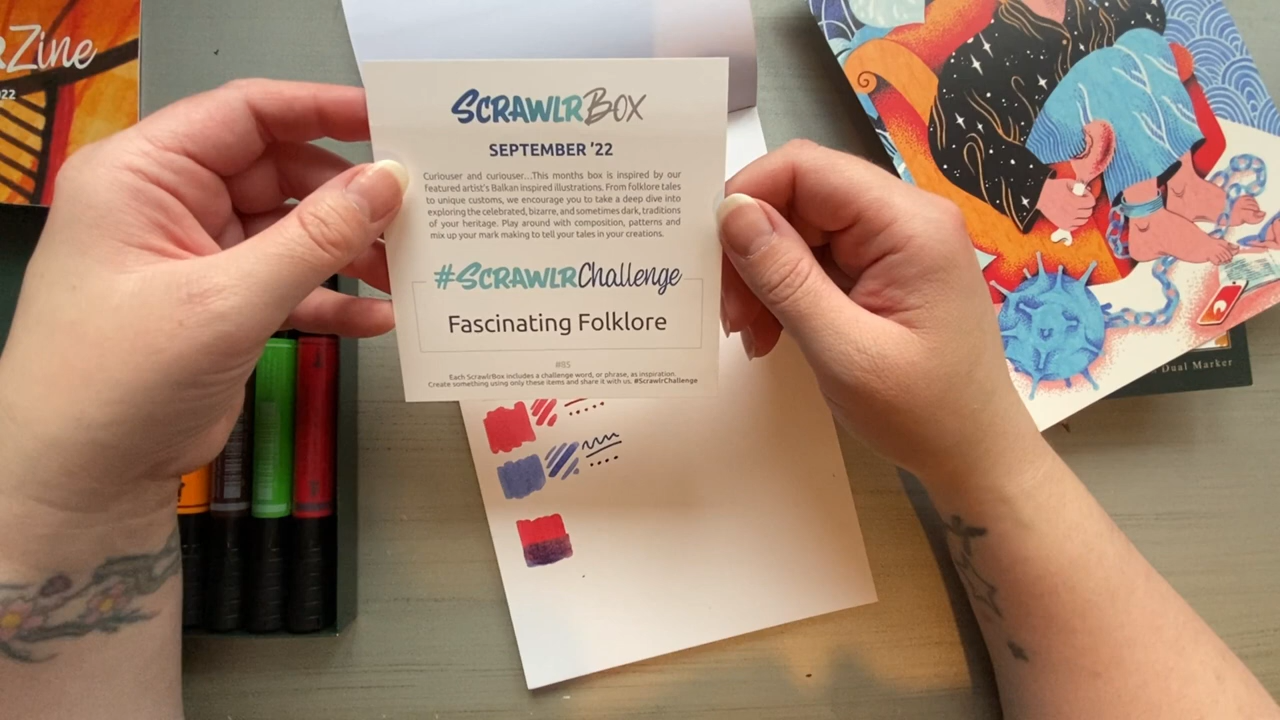 Zine
22
SCRAWLRBOX
SEPTEMBER '22
Curiouser and curiouser...This months box is inspired by our
featured artist's Balkan inspired illustrations. From folklore tales
to unique customs, we encourage you to take a deep dive into
exploring the celebrated, bizarre, and sometimes dark, traditions
of your heritage. Play around with composition, patterns and
mix up your mark making to tell your tales in your creations.
#SCRAWLRChallenge
Fascinating Folklore
#85
Each ScrawlrBox includes a challenge word, or phrase, as inspiration.
Create something using only these items and share it with us. #ScrawlrChallenge
Dual Marker